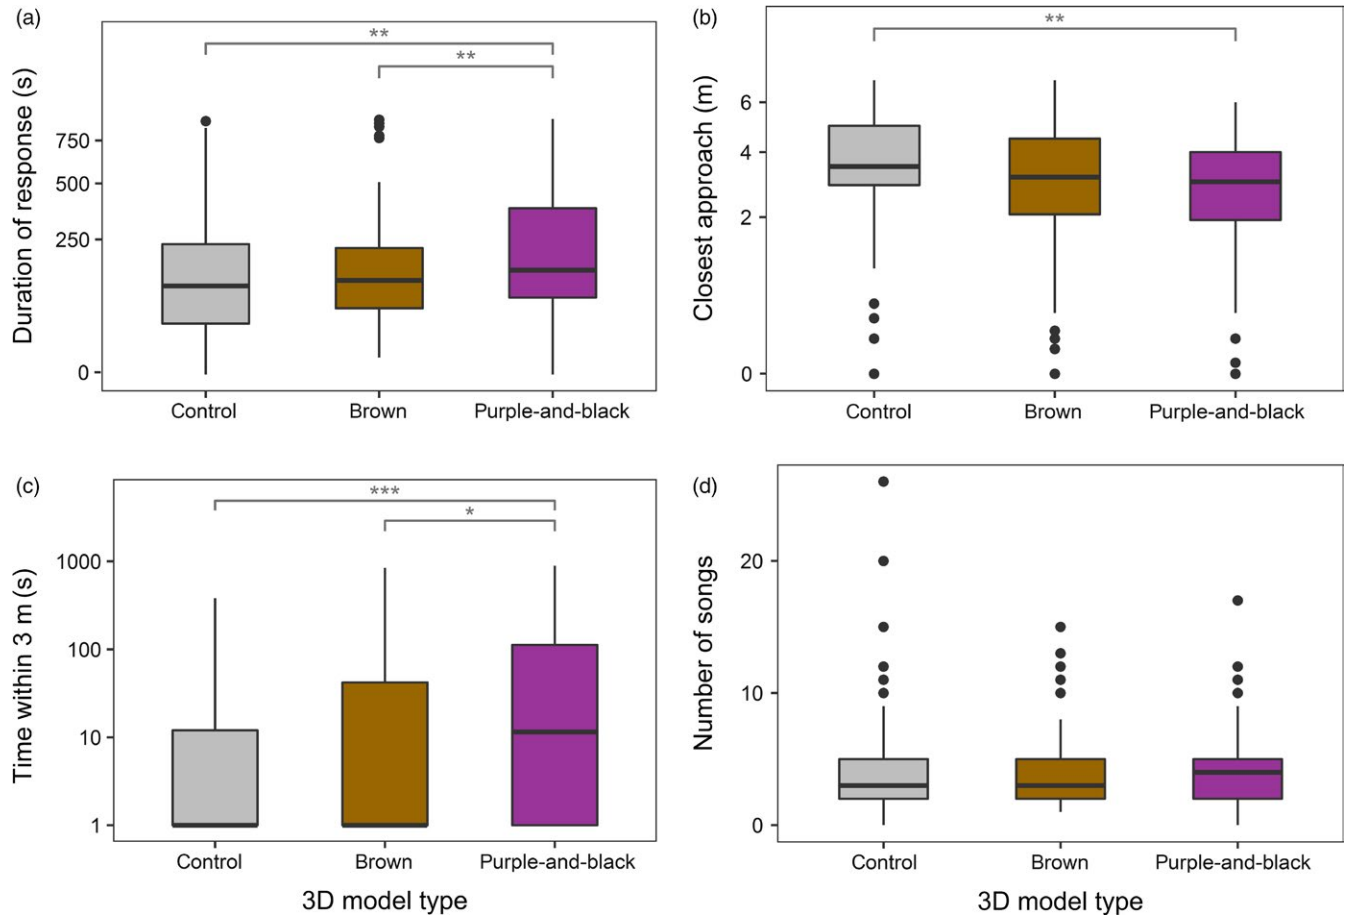 (a)
Duration of response (s)
**
**
750
500
250
0
Control Brown Purple-and-black
(b)
Closest approach (m)
**
6
4
2
0
Control Brown Purple-and-black
(c)
Time within 3 m (s)
***
*
1000
100
10
1
Control Brown Purple-and-black
3D model type
(d)
Number of songs
20
10
0
Control Brown Purple-and-black
3D model type